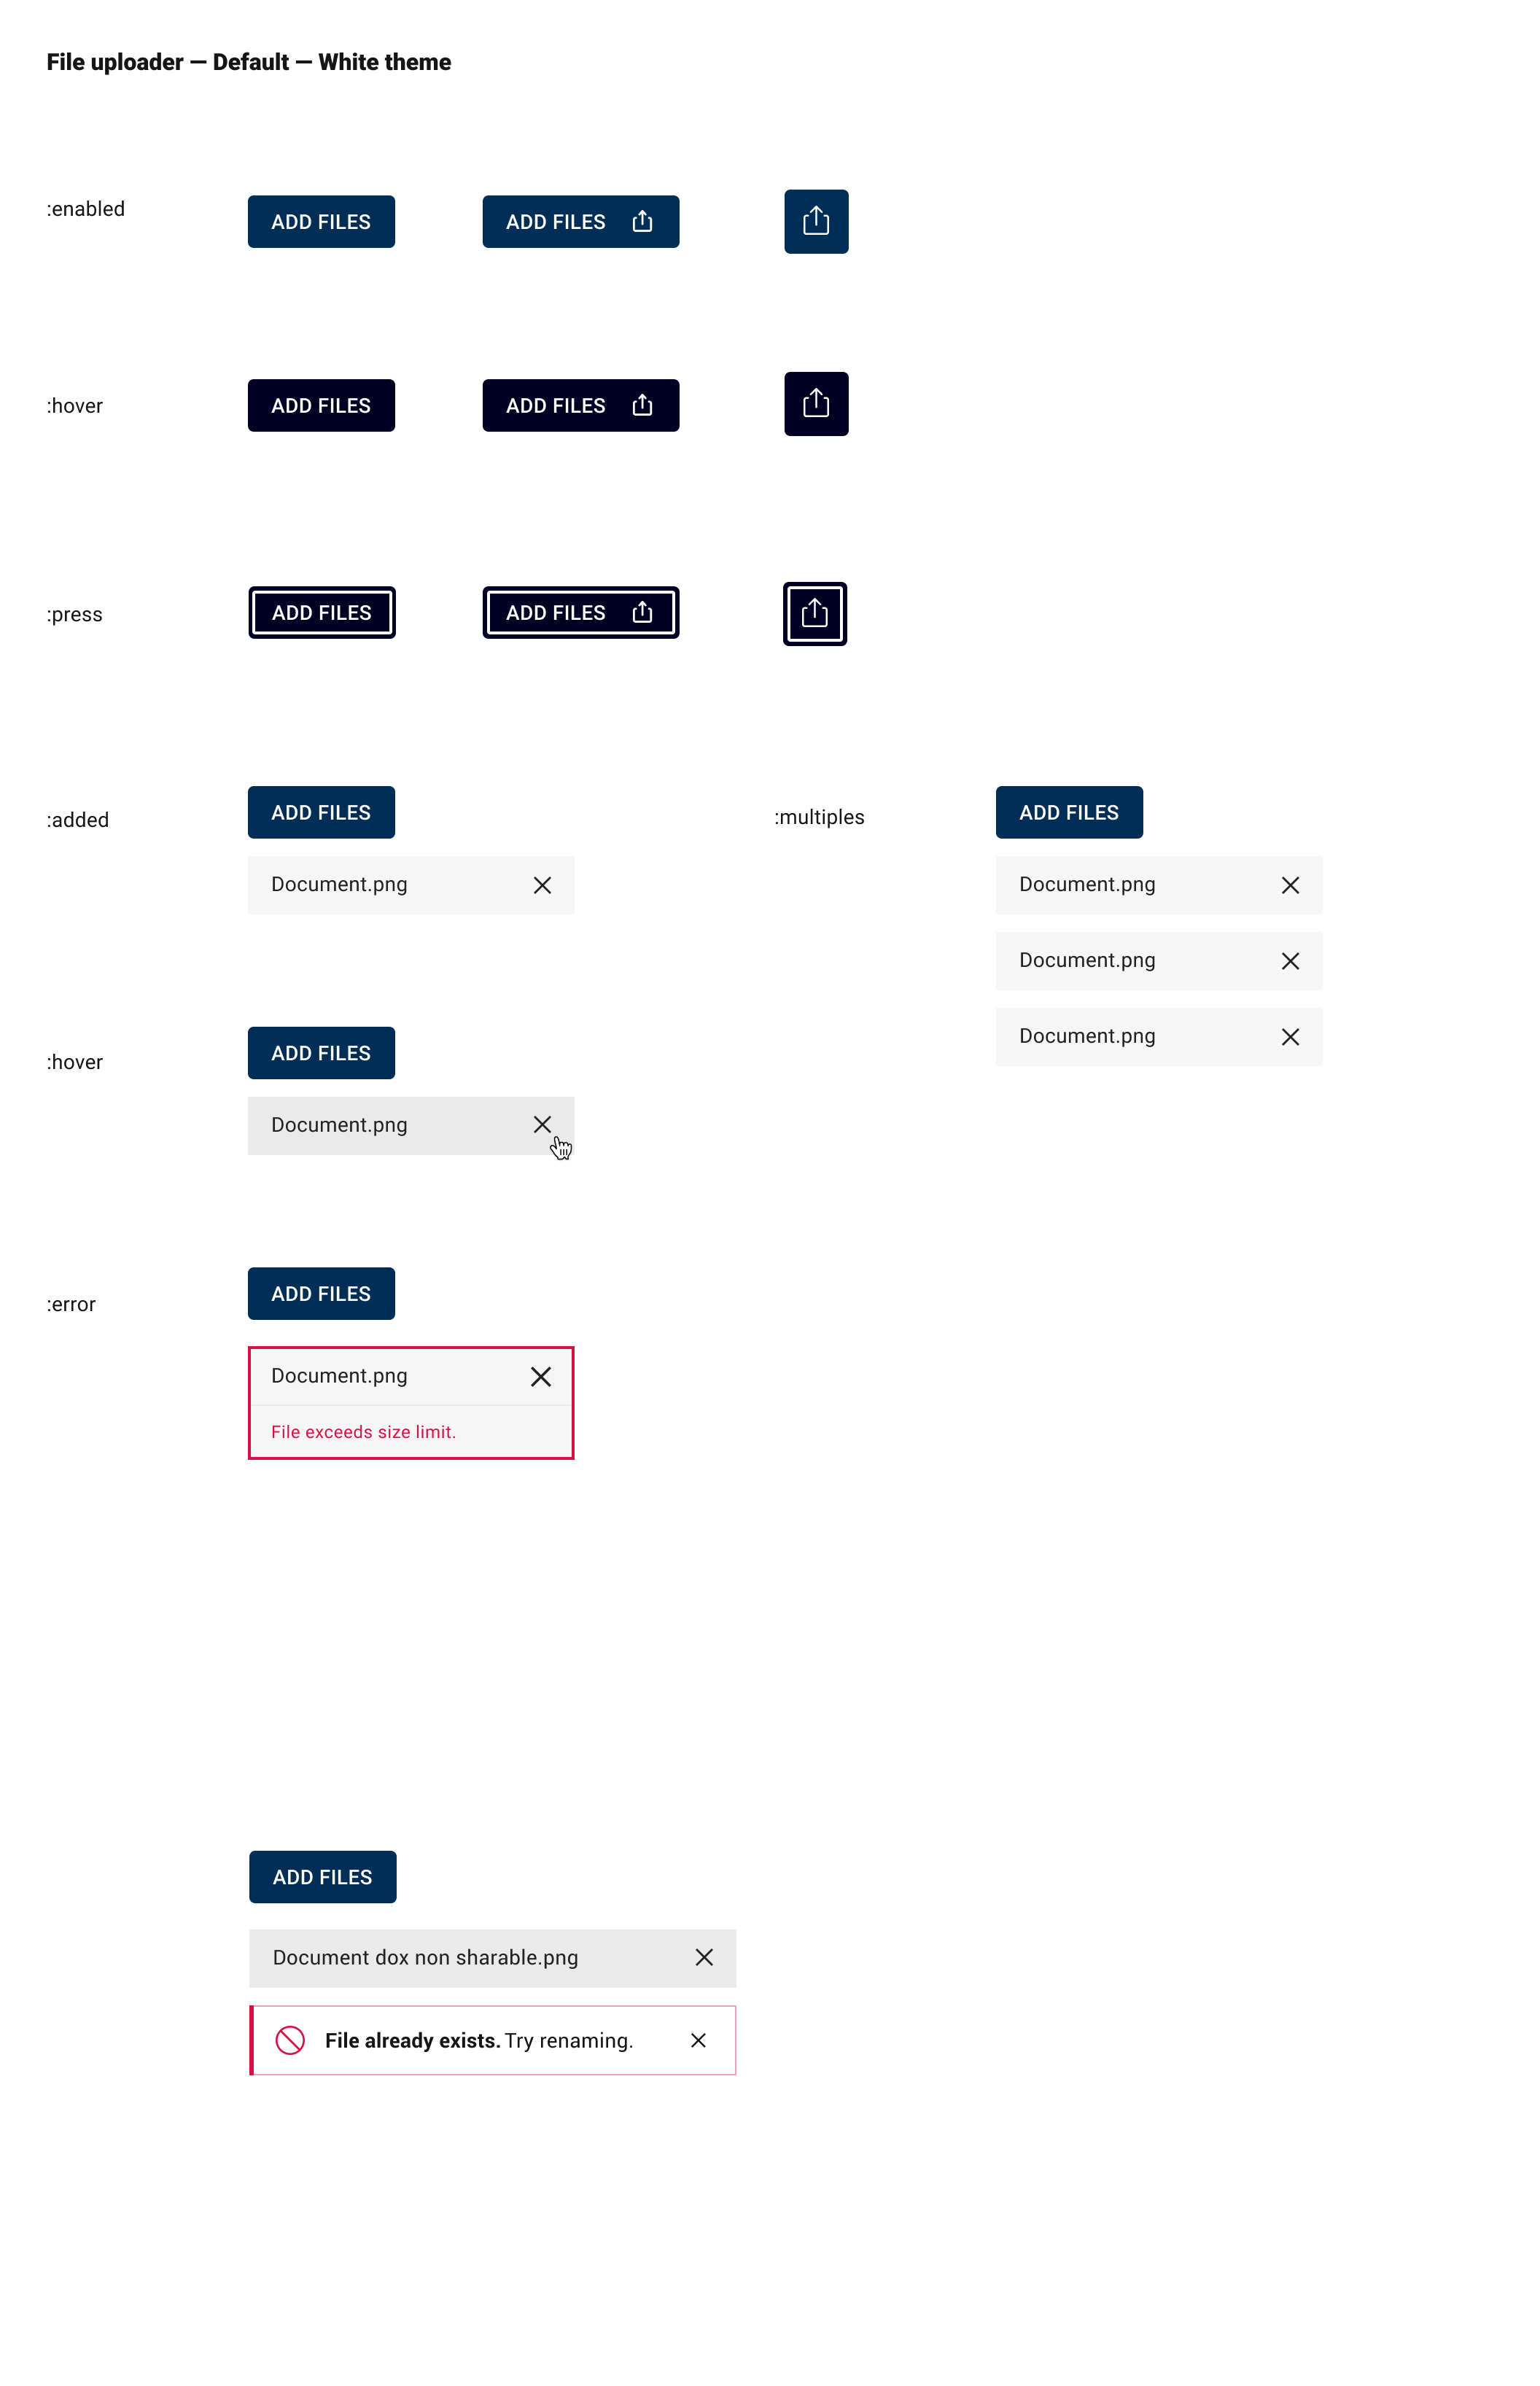 File uploader — Default — White theme
:enabled
ADD FILES
ADD FILES
:hover
ADD FILES
ADD FILES
:press
ADD FILES
ADD FILES
:added
ADD FILES
Document.png
:multiples
ADD FILES
Document.png
Document.png
Document.png
:hover
ADD FILES
Document.png
:error
ADD FILES
Document.png
File exceeds size limit.
ADD FILES
Document dox non sharable.png
File already exists. Try renaming.